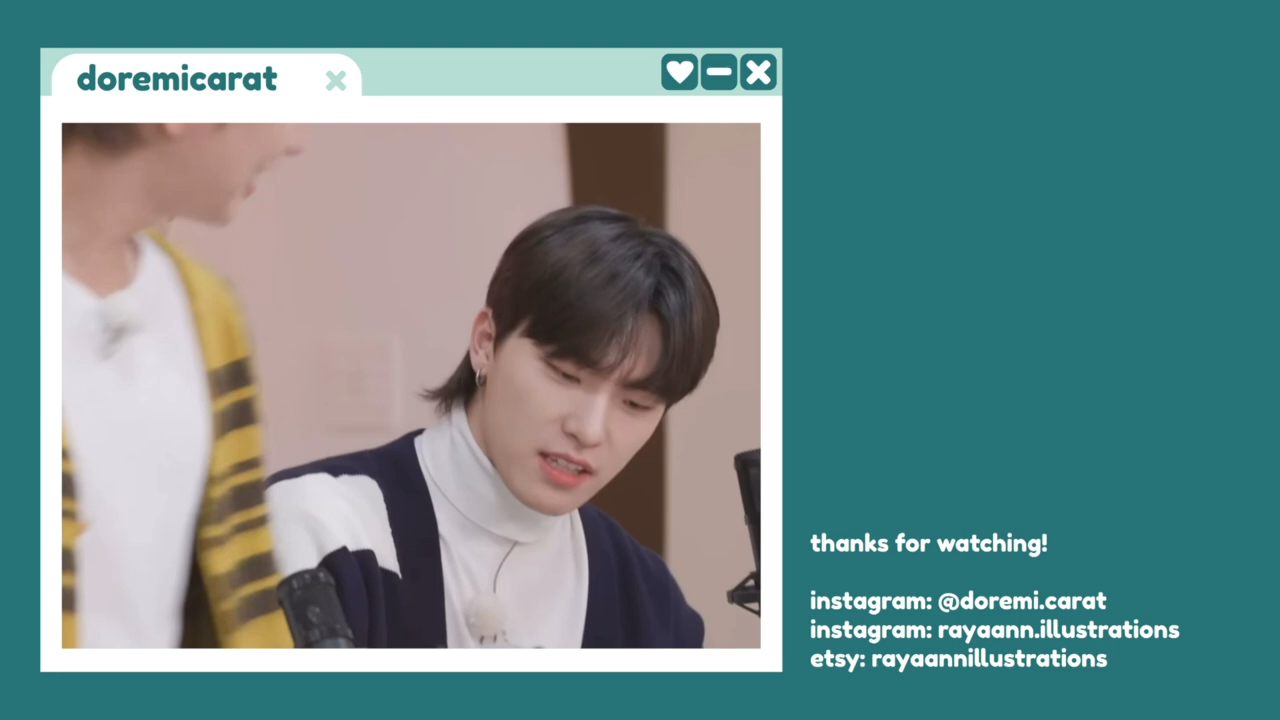 doremicarat
thanks for watching!
instagram: @doremi.carat
instagram: rayaann.illustrations
etsy: rayaannillustrations